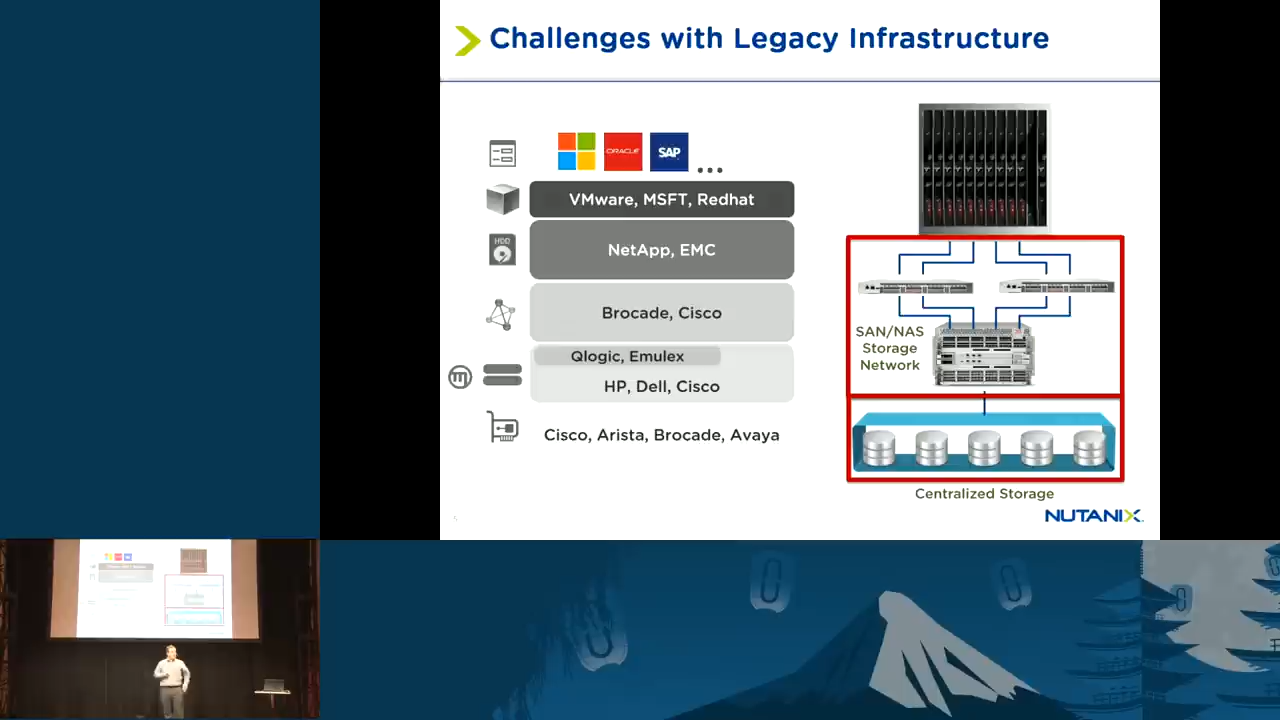 Challenges with Legacy Infrastructure
ORACLE
SAP
...
VMware, MSFT, Redhat
HDD
NetApp, EMC
Brocade, Cisco
Qlogic, Emulex
m
HP, Dell, Cisco
Cisco, Arista, Brocade, Avaya
SAN/NAS
Storage
Network
Centralized Storage
NUTANIX